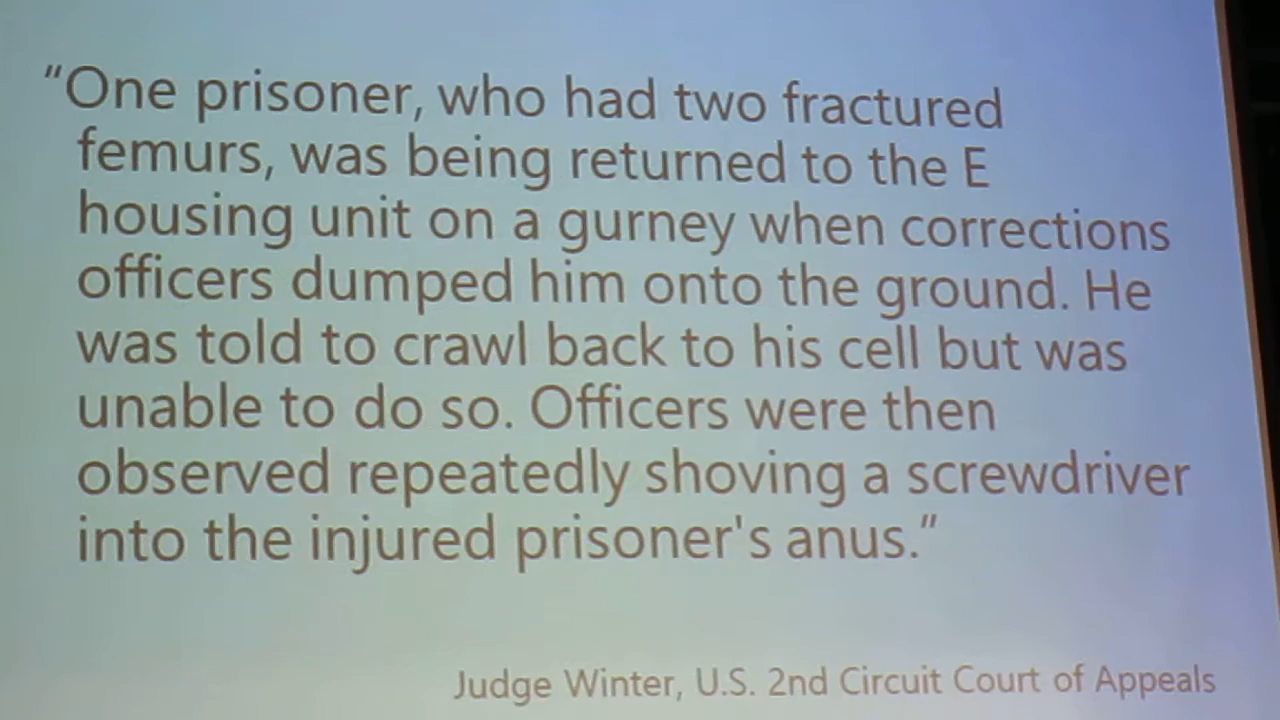 “One prisoner, who had two fractured
femurs, was being returned to the E
housing unit on a gurney when corrections
officers dumped him onto the ground. He
was told to crawl back to his cell but was
unable to do so. Officers were then
observed repeatedly shoving a screwdriver
into the injured prisoner's anus.”
Judge Winter, U.S. 2nd Circuit Court of Appeals